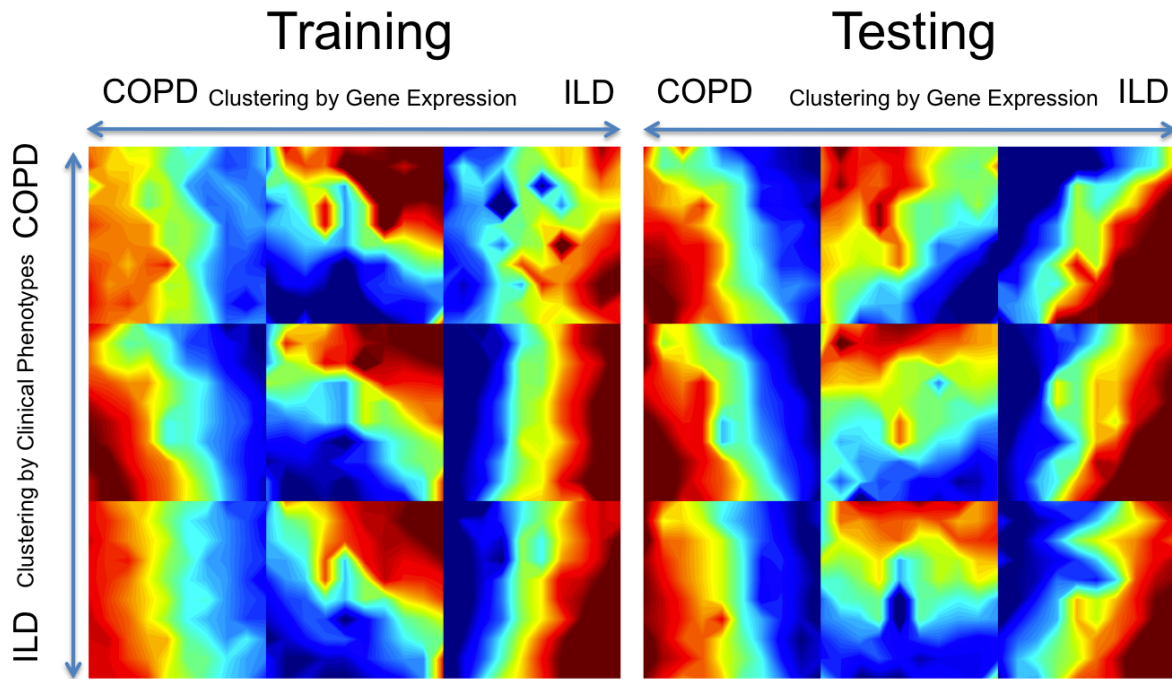 Training
Testing
COPD Clustering by Gene Expression ILD
COPD Clustering by Gene Expression ILD
COPD
Clustering by Clinical Phenotypes
ILD